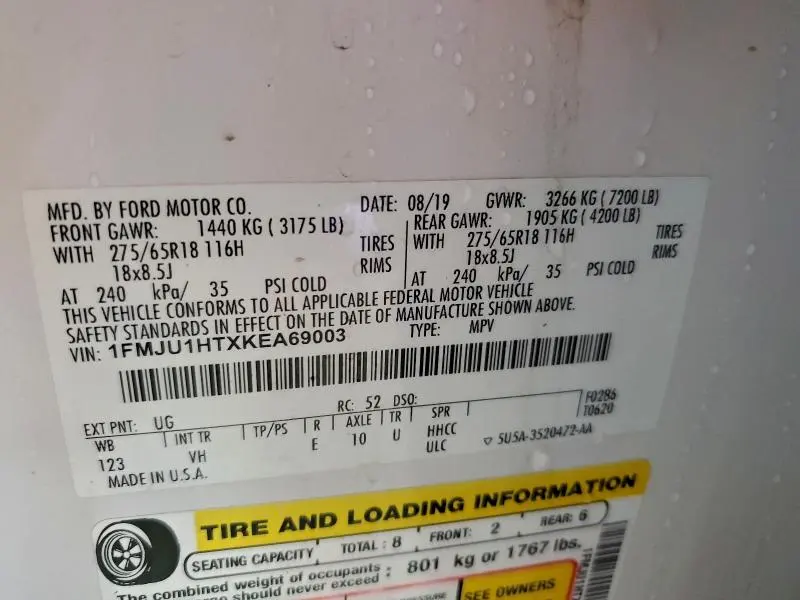 MFD. BY FORD MOTOR CO. DATE: 08/19 GVWR: 3266 KG ( 7200 LB)
FRONT GAWR: 1440 KG ( 3175 LB) REAR GAWR: 1905 KG ( 4200 LB)
WITH 275/65R18 116H TIRES WITH 275/65R18 116H TIRES
18x8.5J RIMS 18x8.5J RIMS
AT 240 kPa/ 35 PSI COLD AT 240 kPa/ 35 PSI COLD
THIS VEHICLE CONFORMS TO ALL APPLICABLE FEDERAL MOTOR VEHICLE
SAFETY STANDARDS IN EFFECT ON THE DATE OF MANUFACTURE SHOWN ABOVE.
VIN: 1FMJU1HTXKEA69003 TYPE: MPV
EXT PNT: UG RC: 52 DSO: F0286
T0620
WB INT TR TP/PS R AXLE TR SPR
123 VH E 10 U HHCC
ULC 5U5A-3520472-AA
MADE IN U.S.A.
TIRE AND LOADING INFORMATION
SEATING CAPACITY TOTAL : 8 FRONT: 2 REAR: 6
The combined weight of occupants
should never exceed : 801 kg or 1767 lbs.
SEE OWNERS